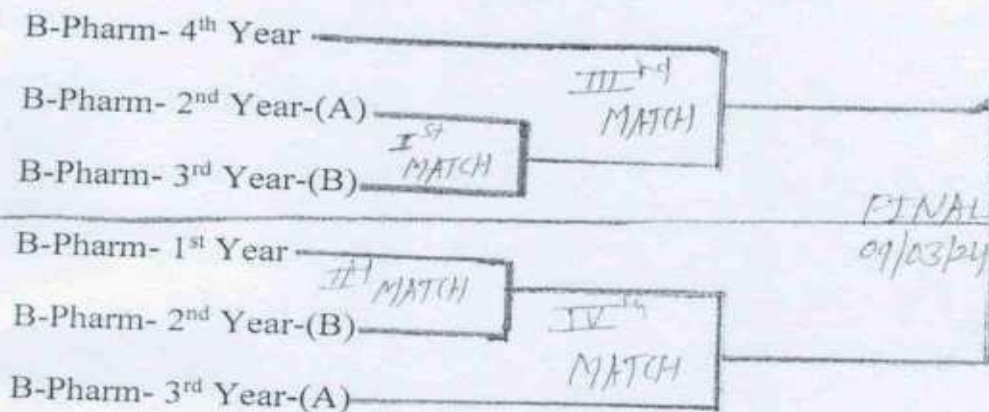 B-Pharm- 4th Year
IIIrd
MATCH
B-Pharm- 2nd Year-(A)
Ist
MATCH
B-Pharm- 3rd Year-(B)
FINAL
09/03/24
B-Pharm- 1st Year
MATCH
B-Pharm- 2nd Year-(B)
IVth
MATCH
B-Pharm- 3rd Year-(A)